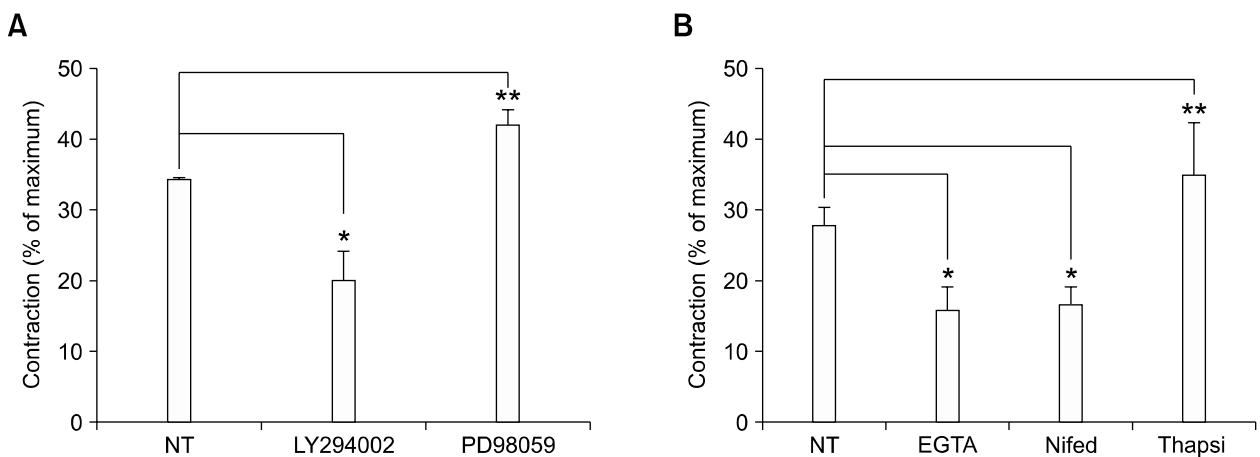 A
Contraction (% of maximum)
50
40
30
20
10
0
**
*
NT LY294002 PD98059
B
Contraction (% of maximum)
50
40
30
20
10
0
**
* *
NT EGTA Nifed Thapsi